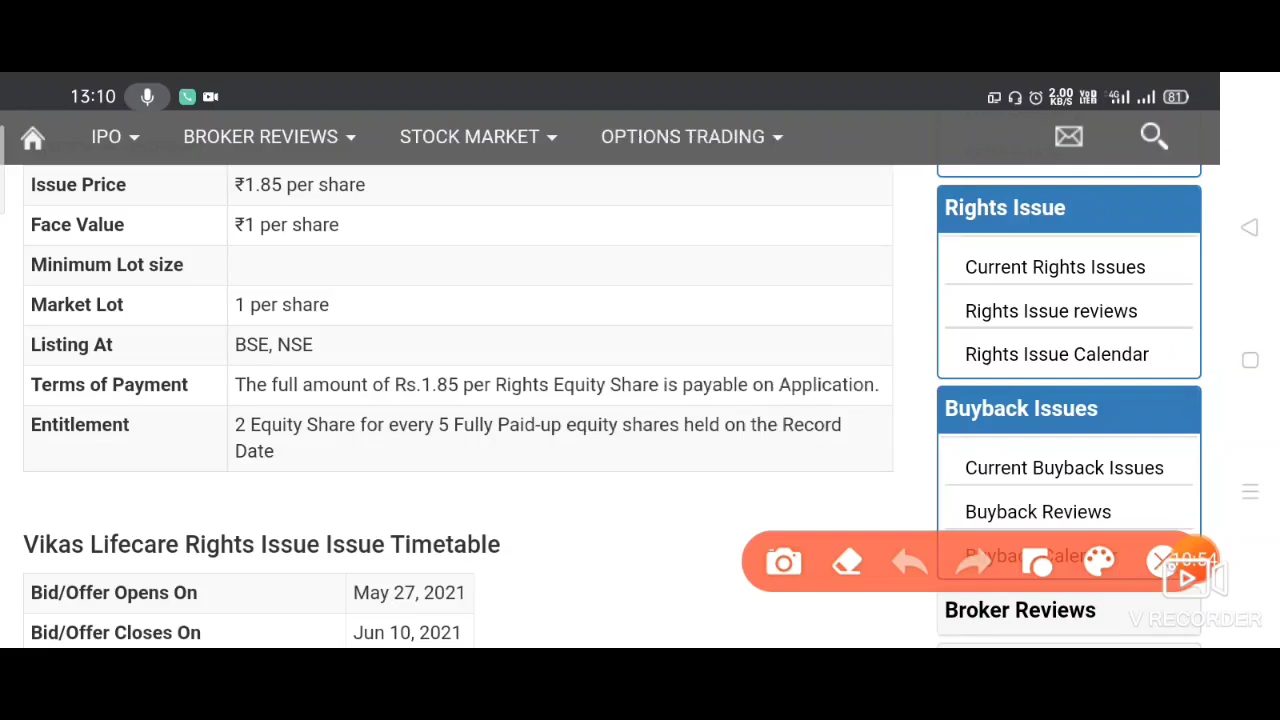 13:10
2.00 KB/S
4G
81
IPO
BROKER REVIEWS
STOCK MARKET
OPTIONS TRADING
Issue Price ₹1.85 per share
Face Value ₹1 per share
Minimum Lot size
Market Lot 1 per share
Listing At BSE, NSE
Terms of Payment The full amount of Rs.1.85 per Rights Equity Share is payable on Application.
Entitlement 2 Equity Share for every 5 Fully Paid-up equity shares held on the Record
Date
Vikas Lifecare Rights Issue Issue Timetable
Bid/Offer Opens On May 27, 2021
Bid/Offer Closes On Jun 10, 2021
Rights Issue
Current Rights Issues
Rights Issue reviews
Rights Issue Calendar
Buyback Issues
Current Buyback Issues
Buyback Reviews
Buyback Calendar
10:54
Broker Reviews
V RECORDER